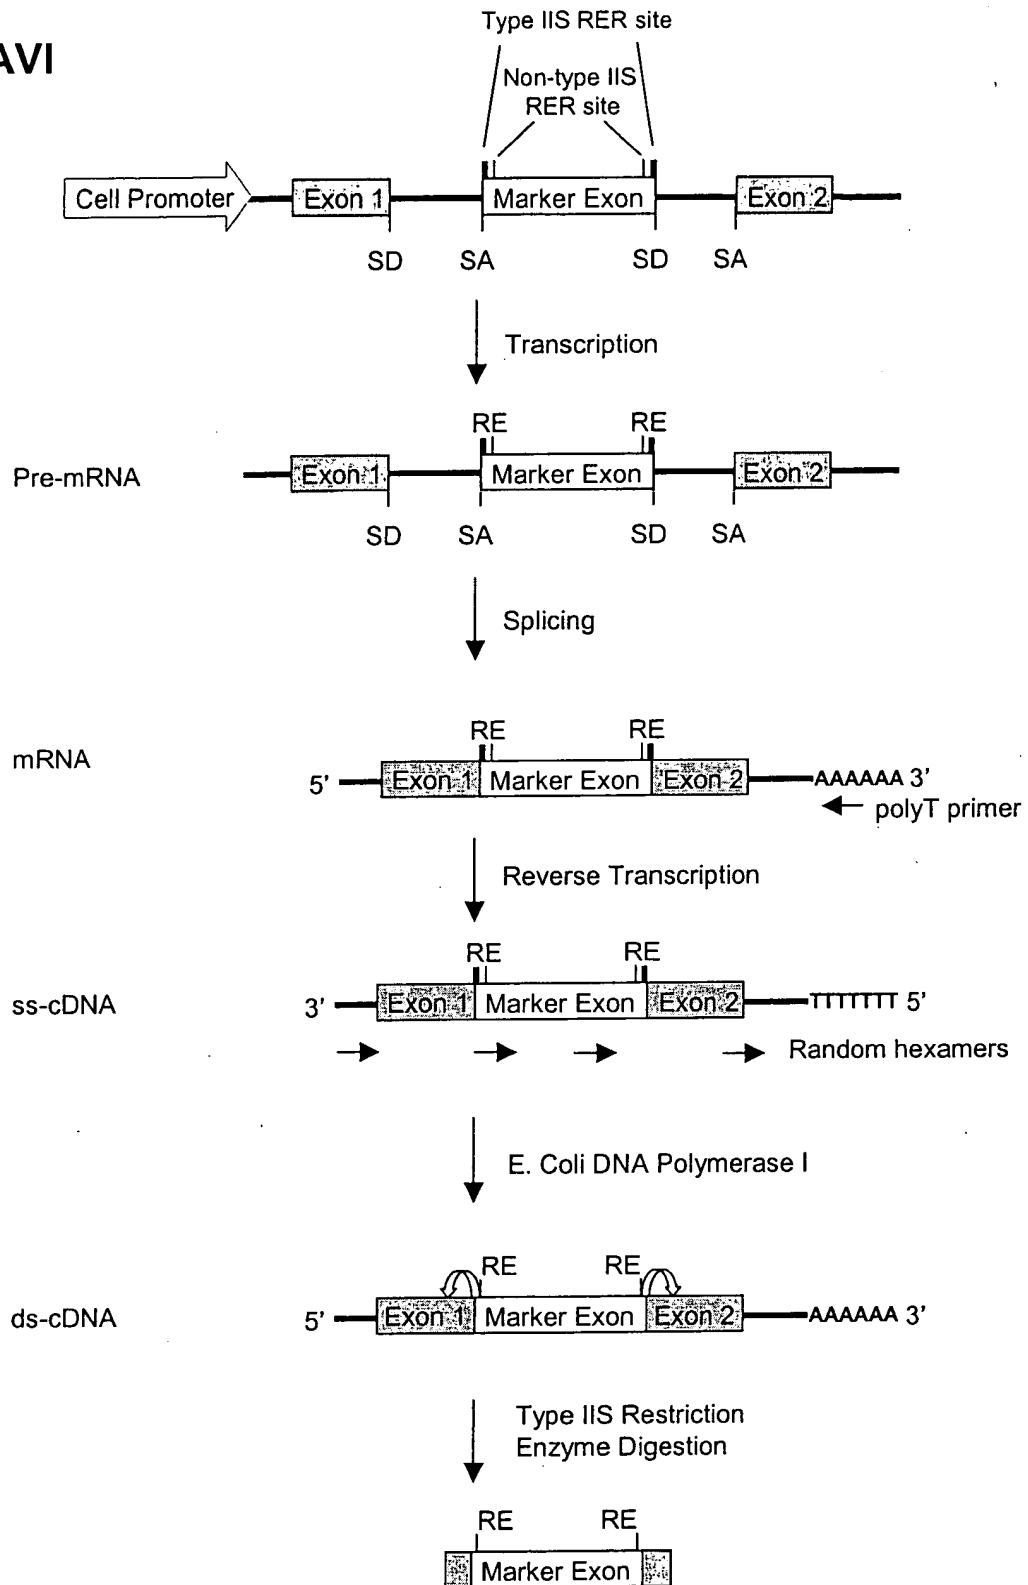 AVI
Type IIS RER site
Non-type IIS
RER site
Cell Promoter
Exon 1
Marker Exon
Exon 2
SD
SA
SD
SA
Transcription
RE
RE
Pre-mRNA
Exon 1
Marker Exon
Exon 2
SD
SA
SD
SA
Splicing
RE
RE
mRNA
5’
Exon 1
Marker Exon
Exon 2
AAAAAA 3’
polyT primer
Reverse Transcription
RE
RE
ss-cDNA
3’
Exon 1
Marker Exon
Exon 2
TTTTTTT 5’
Random hexamers
E. Coli DNA Polymerase I
RE
RE
ds-cDNA
5’
Exon 1
Marker Exon
Exon 2
AAAAAA 3’
Type IIS Restriction
Enzyme Digestion
RE
RE
Marker Exon